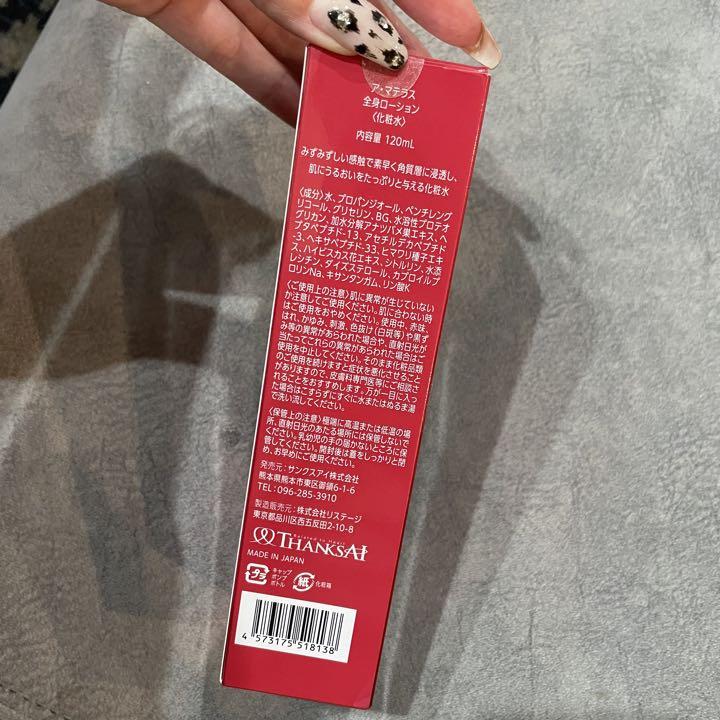 ア・マテラス
全身ローション
〈化粧水〉
内容量 120mL
みずみずしい感触で素早く角質層に浸透し、
肌にうるおいをたっぷりと与える化粧水
〈成分〉水、プロパンジオール、ペンチレング
リコール、グリセリン、BG、水溶性プロテオ
グリカン、加水分解アナツバメ巣エキス、ヘ
プタペプチド-13、アセチルデカペプチド
-3、ヘキサペプチド-33、ヒマワリ種子エキ
ス、ハイビスカス花エキス、シトルリン、水添
レシチン、ダイズステロール、カプロイルプ
ロリンNa、キサンタンガム、リン酸K
〈ご使用上の注意〉肌に異常が生じていない
か注意してご使用ください。肌に合わない時
はご使用をおやめください。使用中、赤味、
はれ、かゆみ、刺激、色抜け(白斑等)や黒ず
み等の異常があらわれた場合や、直射日光が
当たってこれらの異常があらわれた場合はご
使用を中止してください。そのまま化粧品類
のご使用を続けますと症状を悪化させること
がありますので、皮膚科専門医等にご相談さ
れることをおすすめします。万が一目に入っ
た場合はこすらずにすぐに水またはぬるま湯
で洗い流してください。
〈保管上の注意〉極端に高温または低温の場
所、直射日光のあたる場所には保管しないで
ください。乳幼児の手の届かないところに保
管してください。開封後は蓋をしっかりと閉
め、お早めにご使用ください。
発売元:サンクスアイ株式会社
熊本県熊本市東区御領6-1-6
TEL:096-285-3910
製造販売元:株式会社リステージ
東京都品川区西五反田2-10-8
Related to Heart
THANKSAI
MADE IN JAPAN
プラ
キャップ
ポンプ
ボトル
紙
化粧箱
4 573175 518138